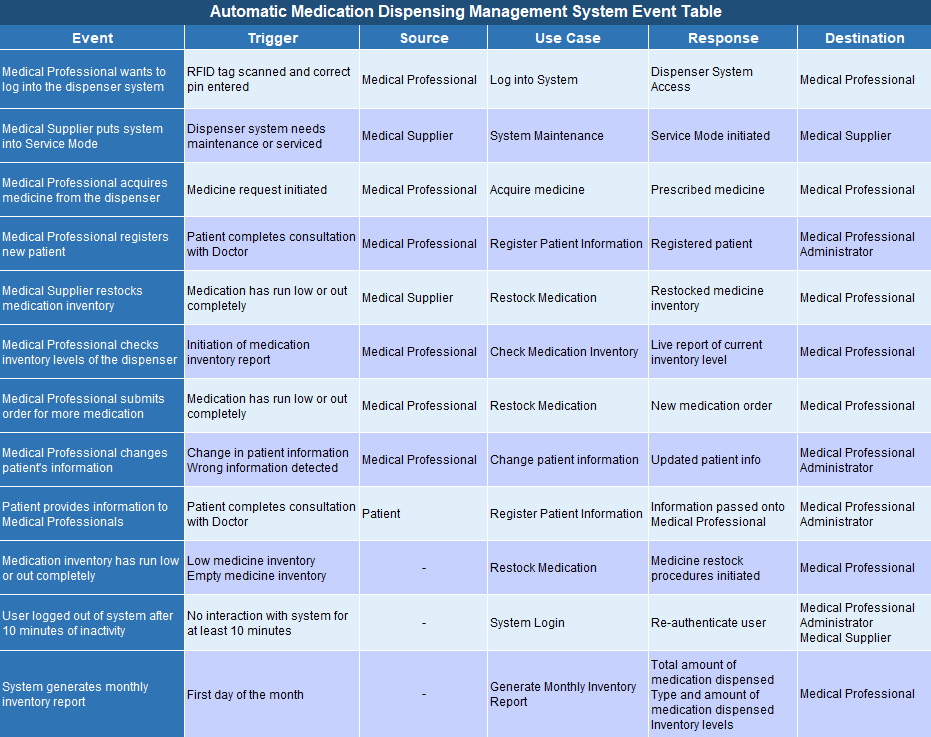 Automatic Medication Dispensing Management System Event Table
Event Trigger Source Use Case Response Destination
Medical Professional wants to
log into the dispenser system
RFID tag scanned and correct
pin entered
Medical Professional
Log into System
Dispenser System
Access
Medical Professional
Medical Supplier puts system
into Service Mode
Dispenser system needs
maintenance or serviced
Medical Supplier
System Maintenance
Service Mode initiated
Medical Supplier
Medical Professional acquires
medicine from the dispenser
Medicine request initiated
Medical Professional
Acquire medicine
Prescribed medicine
Medical Professional
Medical Professional registers
new patient
Patient completes consultation
with Doctor
Medical Professional
Register Patient Information
Registered patient
Medical Professional
Administrator
Medical Supplier restocks
medication inventory
Medication has run low or out
completely
Medical Supplier
Restock Medication
Restocked medicine
inventory
Medical Professional
Medical Professional checks
inventory levels of the dispenser
Initiation of medication
inventory report
Medical Professional
Check Medication Inventory
Live report of current
inventory level
Medical Professional
Medical Professional submits
order for more medication
Medication has run low or out
completely
Medical Professional
Restock Medication
New medication order
Medical Professional
Medical Professional changes
patient's information
Change in patient information
Wrong information detected
Medical Professional
Change patient information
Updated patient info
Medical Professional
Administrator
Patient provides information to
Medical Professionals
Patient completes consultation
with Doctor
Patient
Register Patient Information
Information passed onto
Medical Professional
Medical Professional
Administrator
Medication inventory has run low
or out completely
Low medicine inventory
Empty medicine inventory
-
Restock Medication
Medicine restock
procedures initiated
Medical Professional
User logged out of system after
10 minutes of inactivity
No interaction with system for
at least 10 minutes
-
System Login
Re-authenticate user
Medical Professional
Administrator
Medical Supplier
System generates monthly
inventory report
First day of the month
-
Generate Monthly Inventory
Report
Total amount of
medication dispensed
Type and amount of
medication dispensed
Inventory levels
Medical Professional